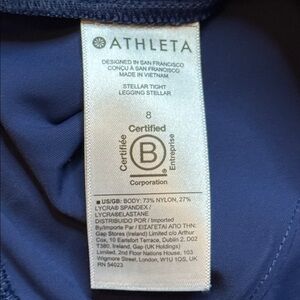 ATHLETA
DESIGNED IN SAN FRANCISCO
CONÇU À SAN FRANCISCO
MADE IN VIETNAM
STELLAR TIGHT
LEGGING STELLAR
8
Certified
Certifiée
B
Entreprise
Corporation
■ US/GB: BODY: 73% NYLON, 27%
LYCRA® SPANDEX /
LYCRA®ELASTANE
DISTRIBUIDO POR / Imported
By/Importe Par / ΕΙΣΑΓΕΤΑΙ ΑΠΟ ΤΗΝ:
Gap Stores (Ireland) Limited c/o Arthur
Cox, 10 Earlsfort Terrace, Dublin 2, D02
T380, Ireland, Gap (UK Holdings)
Limited, 2nd Floor Nations House, 103
Wigmore Street, London, W1U 1QS, UK
RN 54023